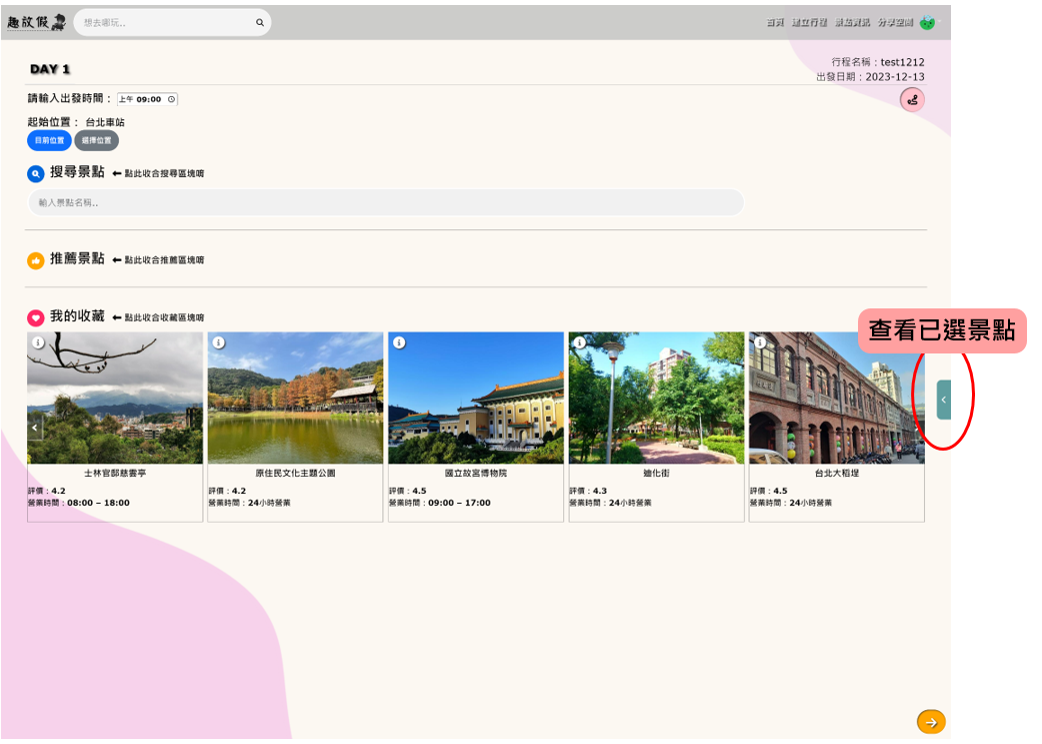 趣放假 想去哪玩.. 首頁 建立行程 景點資訊 分享空間
DAY 1
行程名稱：test1212
出發日期：2023-12-13
請輸入出發時間： 上午 09:00
起始位置： 台北車站
目前位置 選擇位置
搜尋景點 ← 點此收合搜尋區塊唷
輸入景點名稱..
推薦景點 ← 點此收合推薦區塊唷
我的收藏 ← 點此收合收藏區塊唷
查看已選景點
士林官邸慈雲亭
評價：4.2
營業時間：08:00 – 18:00
原住民文化主題公園
評價：4.2
營業時間：24小時營業
國立故宮博物院
評價：4.5
營業時間：09:00 – 17:00
迪化街
評價：4.3
營業時間：24小時營業
台北大稻埕
評價：4.5
營業時間：24小時營業